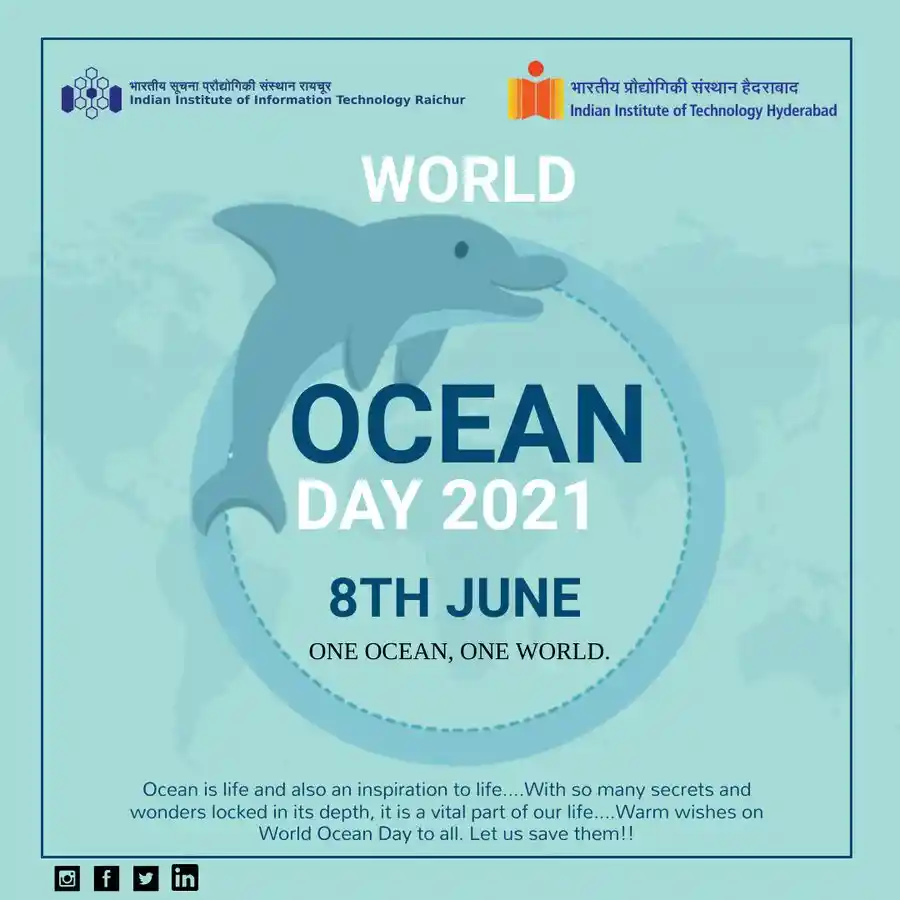 भारतीय सूचना प्रौद्योगिकी संस्थान रायचूर
Indian Institute of Information Technology Raichur
भारतीय प्रौद्योगिकी संस्थान हैदराबाद
Indian Institute of Technology Hyderabad
WORLD
OCEAN
DAY 2021
8TH JUNE
ONE OCEAN, ONE WORLD.
Ocean is life and also an inspiration to life....With so many secrets and
wonders locked in its depth, it is a vital part of our life....Warm wishes on
World Ocean Day to all. Let us save them!!